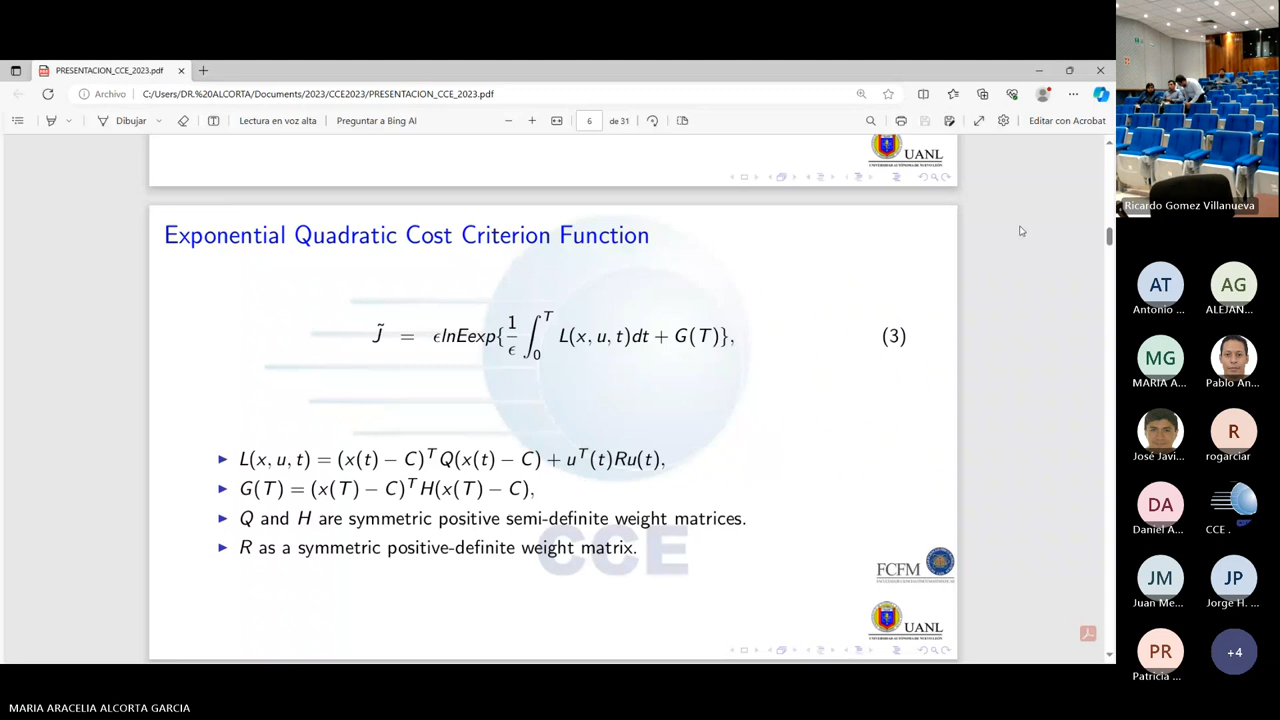 PRESENTACION_CCE_2023.pdf
Archivo C:/Users/DR.%20ALCORTA/Documents/2023/CCE2023/PRESENTACION_CCE_2023.pdf
Dibujar Lectura en voz alta Preguntar a Bing AI 6 de 31 Editar con Acrobat
UANL
Exponential Quadratic Cost Criterion Function
J̃ = ϵlnEexp{1/ϵ ∫₀ᵀ L(x, u, t)dt + G(T)}, (3)
▶ L(x, u, t) = (x(t) − C)ᵀQ(x(t) − C) + uᵀ(t)Ru(t),
▶ G(T) = (x(T) − C)ᵀH(x(T) − C),
▶ Q and H are symmetric positive semi-definite weight matrices.
▶ R as a symmetric positive-definite weight matrix.
CCE
FCFM
UANL
Ricardo Gomez Villanueva
AT AG
Antonio ... ALEJAN...
MG
MARIA A... Pablo An...
R
José Javi... rogarciar
DA
Daniel A... CCE .
JM JP
Juan Me... Jorge H. ...
PR +4
Patricia ...
MARIA ARACELIA ALCORTA GARCIA